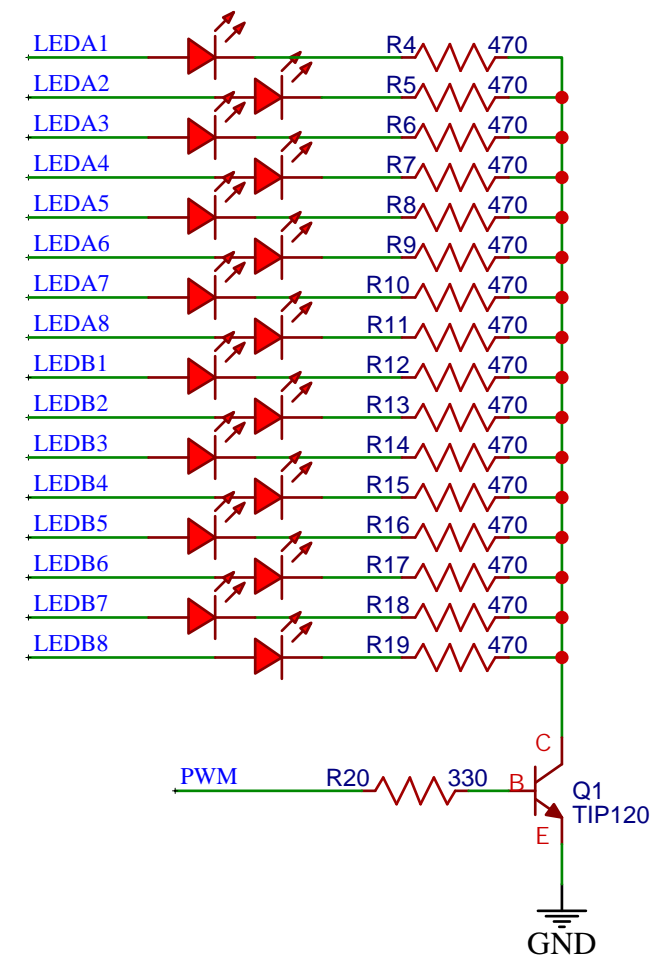 LEDA1 R4 470
LEDA2 R5 470
LEDA3 R6 470
LEDA4 R7 470
LEDA5 R8 470
LEDA6 R9 470
LEDA7 R10 470
LEDA8 R11 470
LEDB1 R12 470
LEDB2 R13 470
LEDB3 R14 470
LEDB4 R15 470
LEDB5 R16 470
LEDB6 R17 470
LEDB7 R18 470
LEDB8 R19 470
C
PWM R20 330 B Q1
TIP120
E
GND